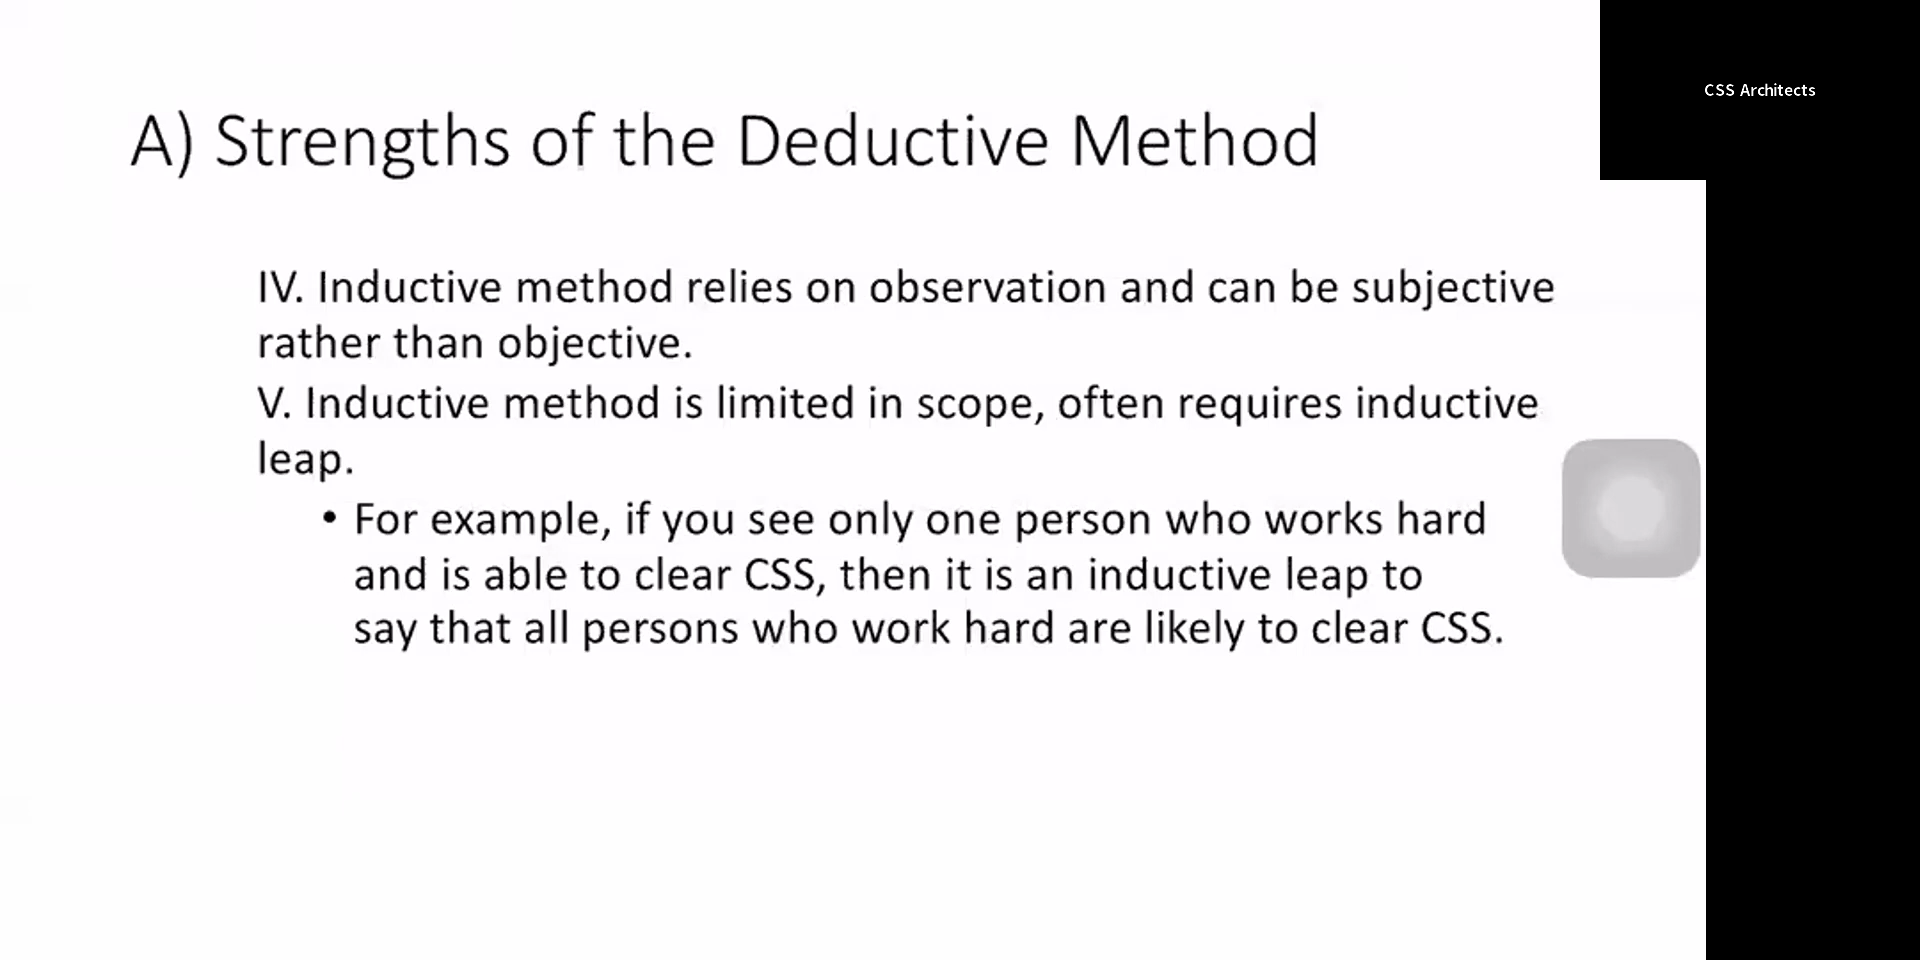 CSS Architects
A) Strengths of the Deductive Method
IV. Inductive method relies on observation and can be subjective
rather than objective.
V. Inductive method is limited in scope, often requires inductive
leap.
• For example, if you see only one person who works hard
and is able to clear CSS, then it is an inductive leap to
say that all persons who work hard are likely to clear CSS.